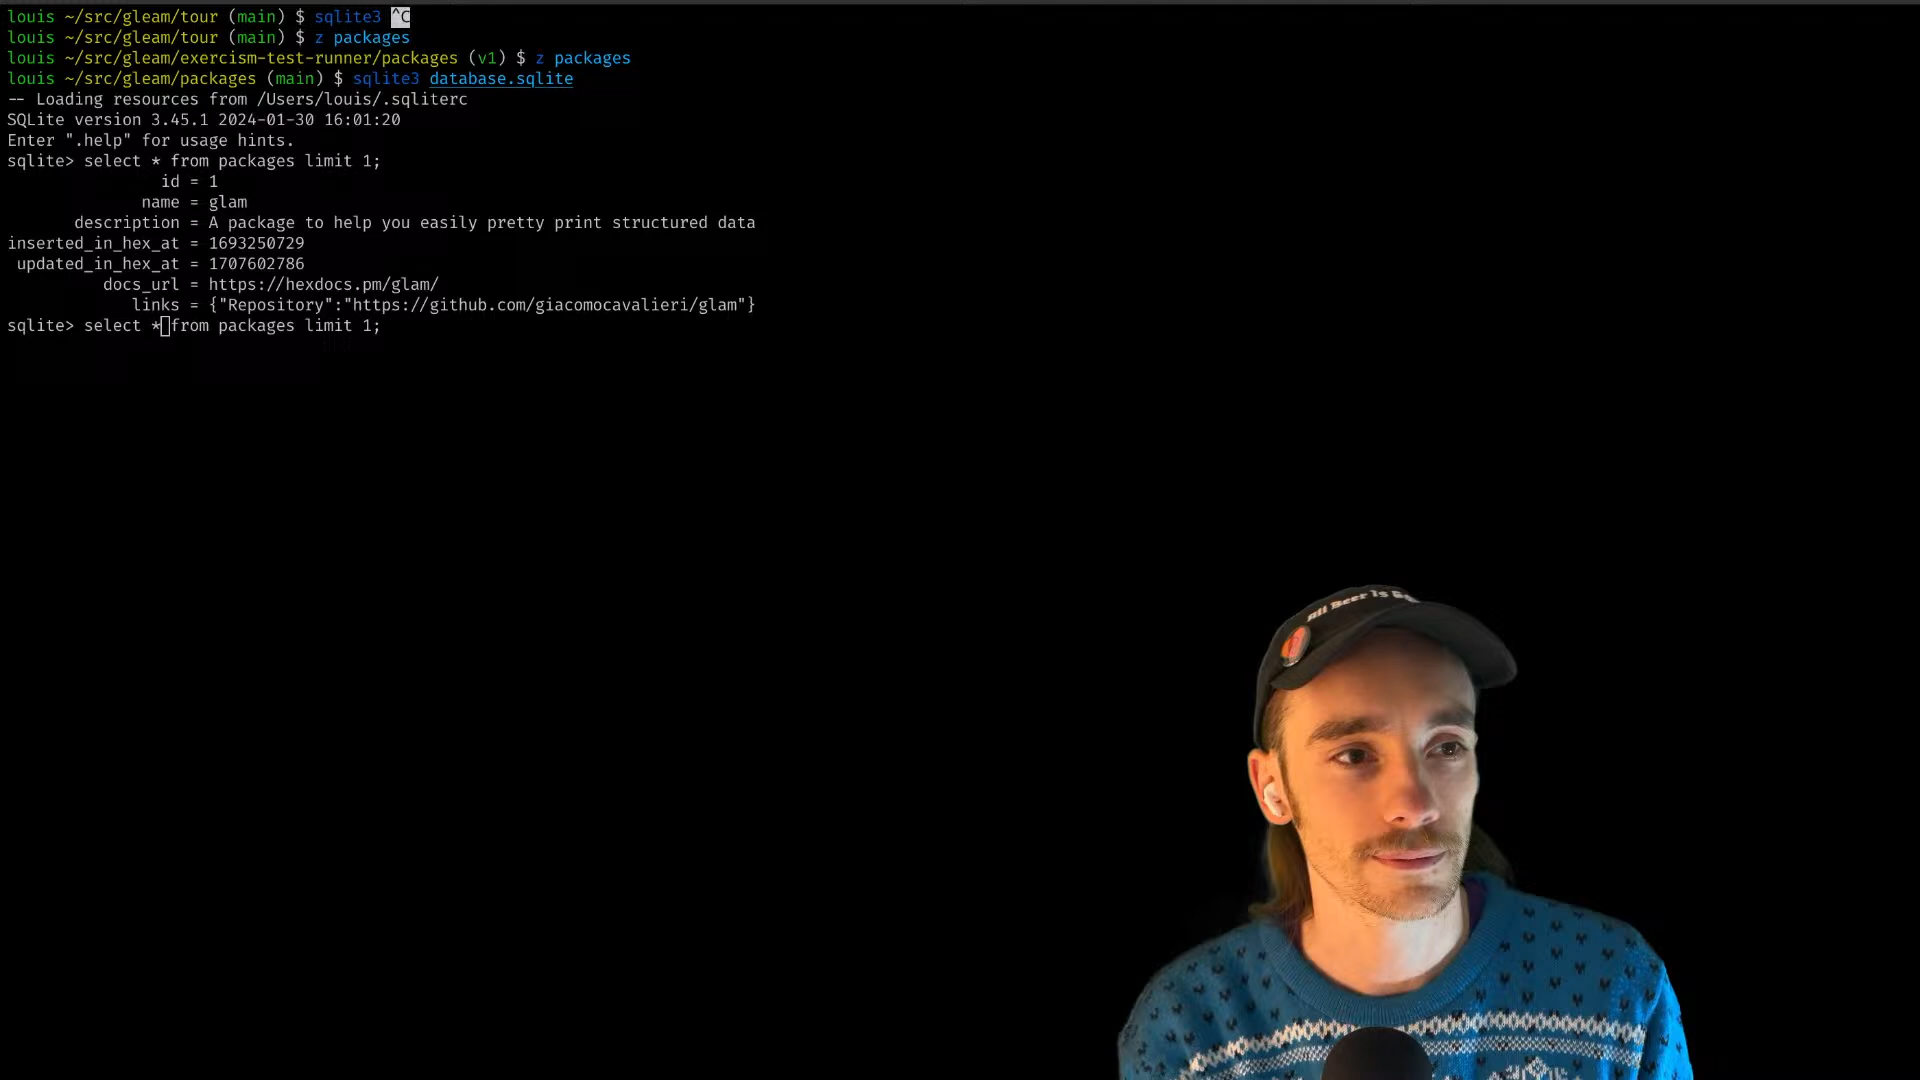 louis ~/src/gleam/tour (main) $ sqlite3 ^C
louis ~/src/gleam/tour (main) $ z packages
louis ~/src/gleam/exercism-test-runner/packages (v1) $ z packages
louis ~/src/gleam/packages (main) $ sqlite3 database.sqlite
-- Loading resources from /Users/louis/.sqliterc
SQLite version 3.45.1 2024-01-30 16:01:20
Enter ".help" for usage hints.
sqlite> select * from packages limit 1;
id = 1
name = glam
description = A package to help you easily pretty print structured data
inserted_in_hex_at = 1693250729
updated_in_hex_at = 1707602786
docs_url = https://hexdocs.pm/glam/
links = {"Repository":"https://github.com/giacomocavalieri/glam"}
sqlite> select * from packages limit 1;
All Beer is